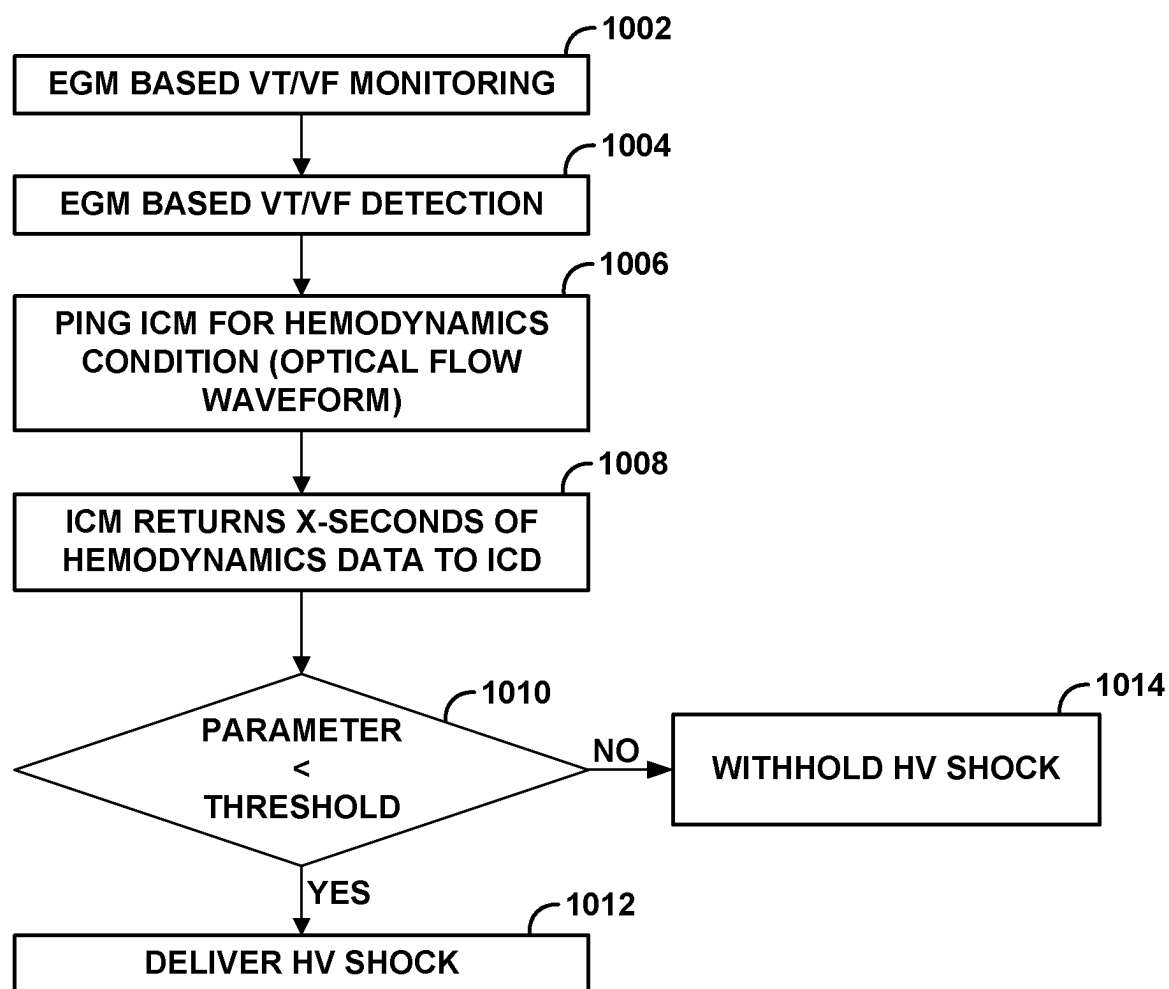 1002
EGM BASED VT/VF MONITORING
1004
EGM BASED VT/VF DETECTION
1006
PING ICM FOR HEMODYNAMICS
CONDITION (OPTICAL FLOW
WAVEFORM)
1008
ICM RETURNS X-SECONDS OF
HEMODYNAMICS DATA TO ICD
1010
PARAMETER
<
THRESHOLD
NO
1014
WITHHOLD HV SHOCK
YES
1012
DELIVER HV SHOCK